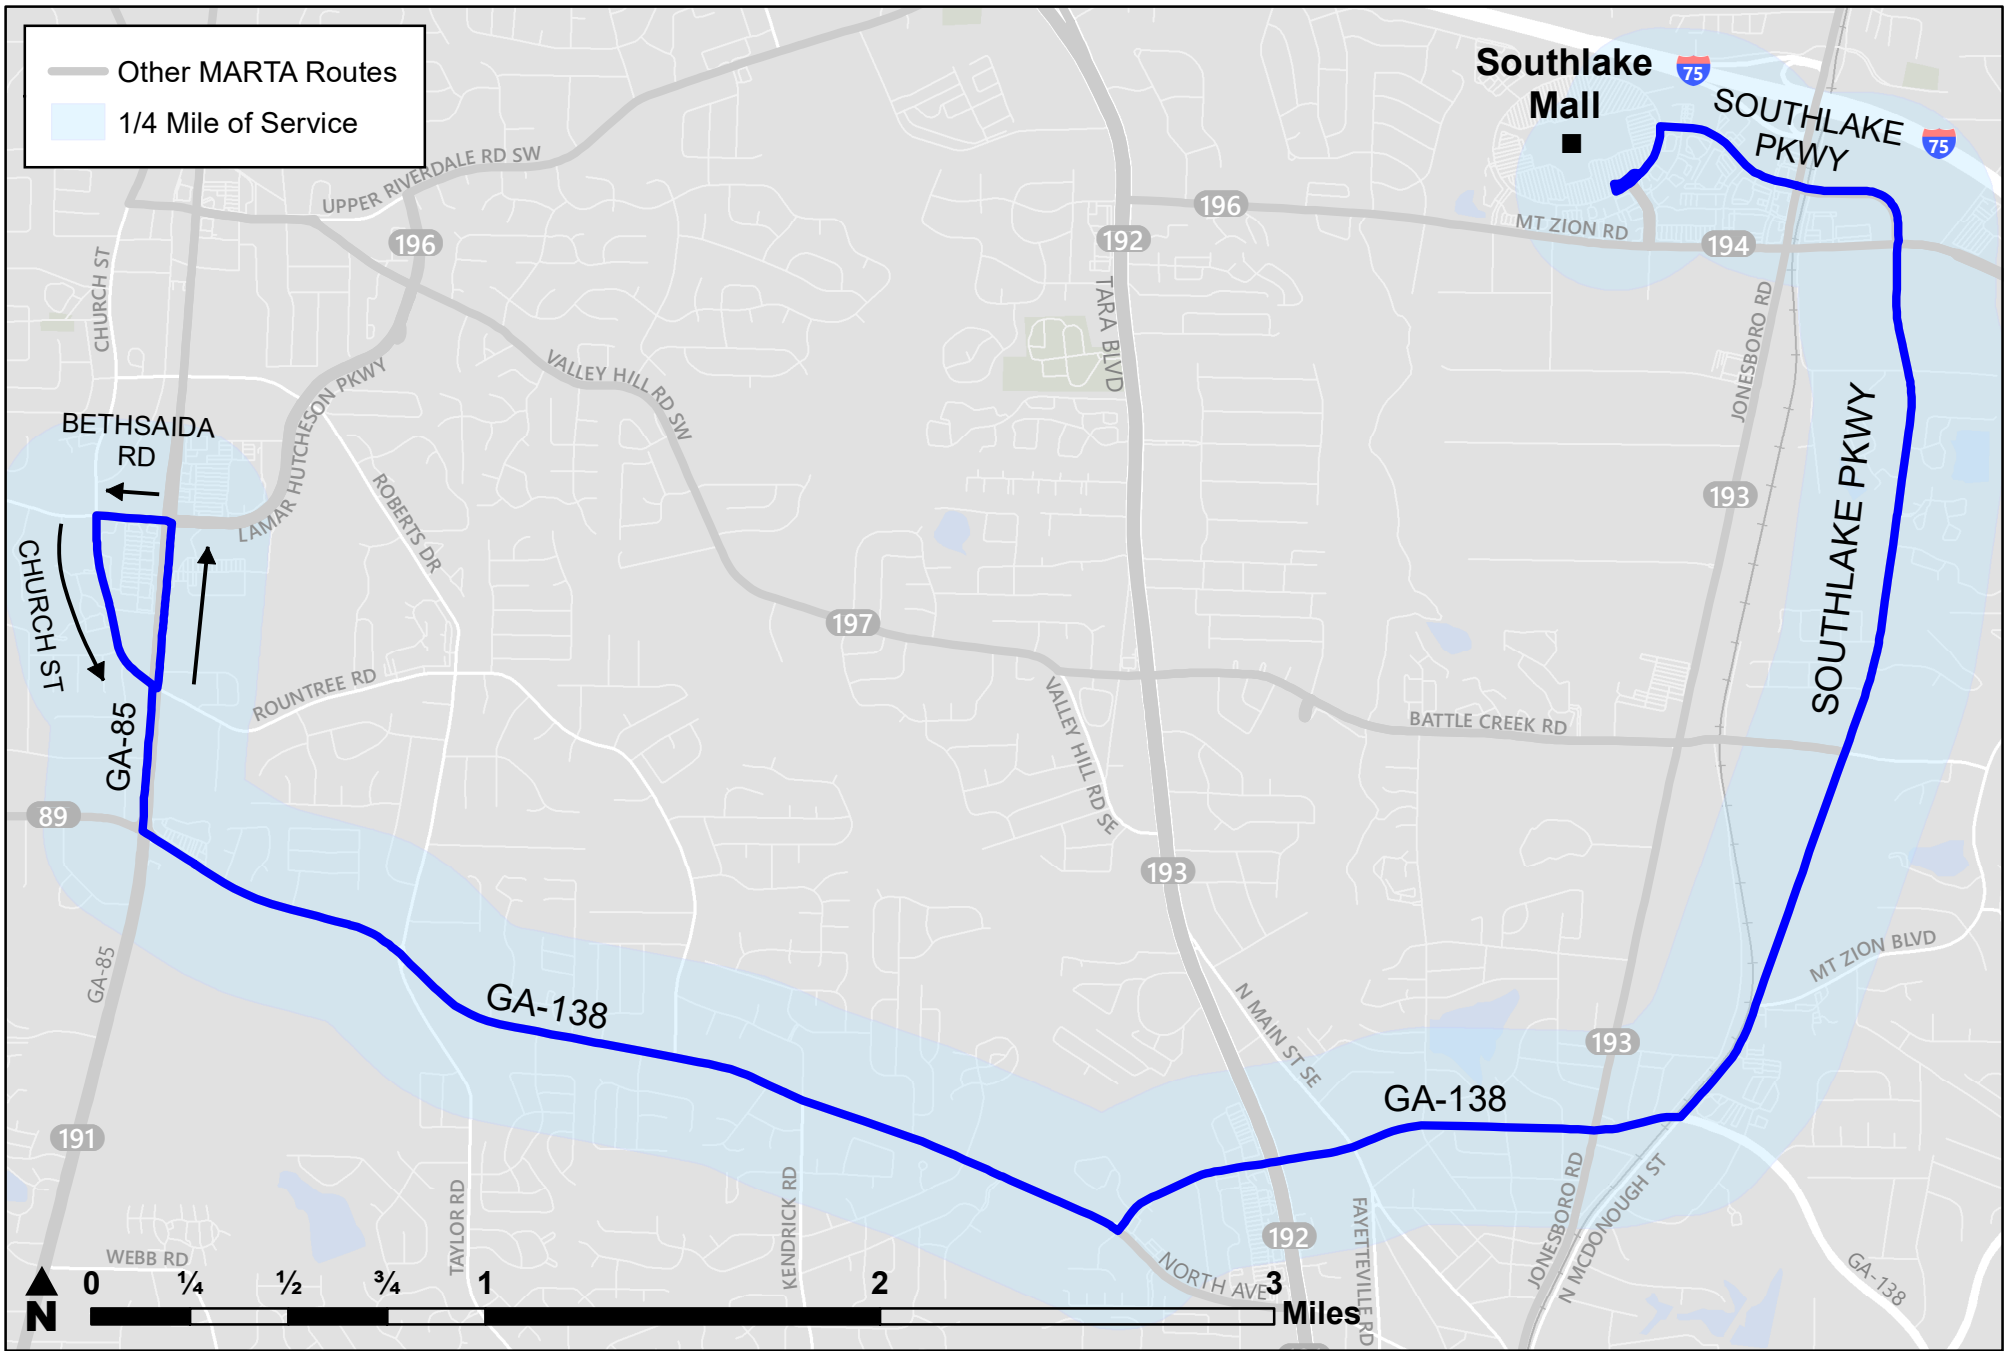 Other MARTA Routes
1/4 Mile of Service
Southlake
Mall
75
SOUTHLAKE
PKWY
75
UPPER RIVERDALE RD SW
196
196
192
MT ZION RD
194
CHURCH ST
TARA BLVD
JONESBORO RD
VALLEY HILL RD SW
LAMAR HUTCHESON PKWY
BETHSAIDA
RD
ROBERTS DR
193
SOUTHLAKE PKWY
CHURCH ST
197
ROUNTREE RD
VALLEY HILL RD SE
BATTLE CREEK RD
GA-85
89
193
GA-85
MT ZION BLVD
GA-138
N MAIN ST SE
193
GA-138
191
TAYLOR RD
KENDRICK RD
NORTH AVE
192
FAYETTEVILLE RD
JONESBORO RD
N MCDONOUGH ST
GA-138
WEBB RD
0 ¼ ½ ¾ 1 2 3
Miles
N